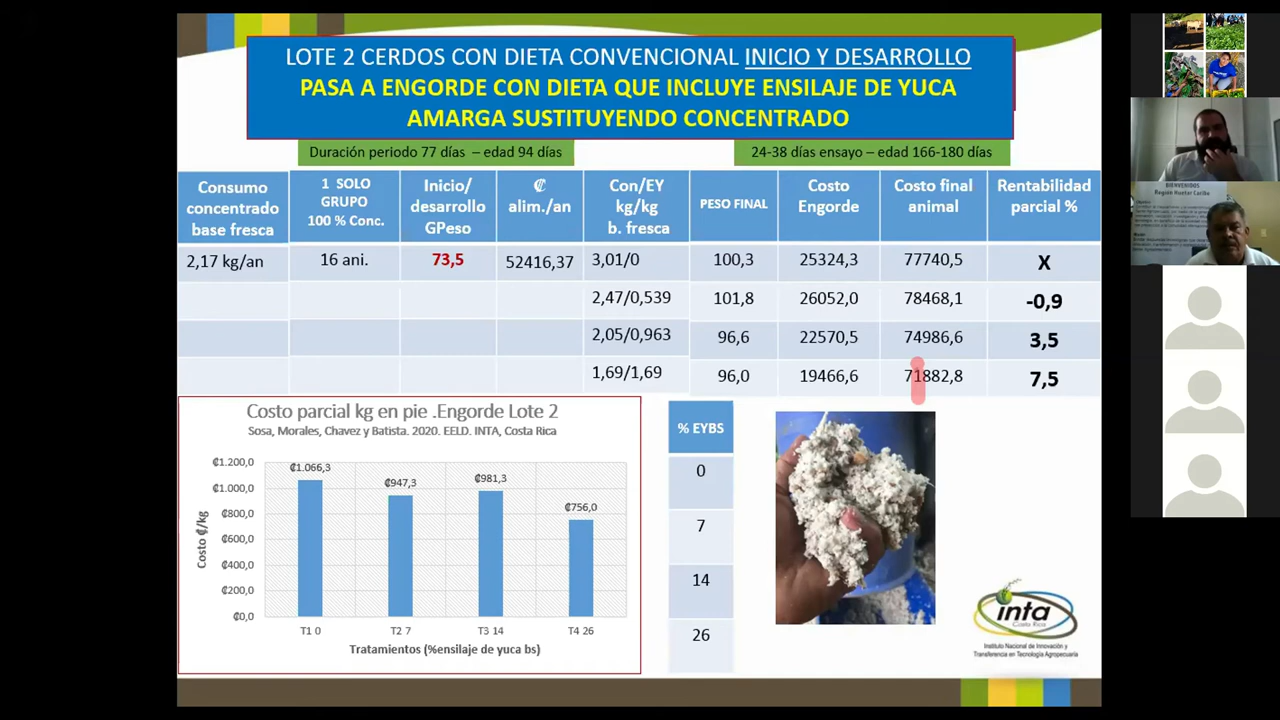 LOTE 2 CERDOS CON DIETA CONVENCIONAL INICIO Y DESARROLLO
PASA A ENGORDE CON DIETA QUE INCLUYE ENSILAJE DE YUCA
AMARGA SUSTITUYENDO CONCENTRADO
Duración periodo 77 días – edad 94 días
24-38 días ensayo – edad 166-180 días
Consumo concentrado base fresca
1 SOLO GRUPO 100 % Conc.
Inicio/ desarrollo GPeso
₡ alim./an
Con/EY kg/kg b. fresca
PESO FINAL
Costo Engorde
Costo final animal
Rentabilidad parcial %
2,17 kg/an 16 ani. 73,5 52416,37 3,01/0 100,3 25324,3 77740,5 X
2,47/0,539 101,8 26052,0 78468,1 -0,9
2,05/0,963 96,6 22570,5 74986,6 3,5
1,69/1,69 96,0 19466,6 71882,8 7,5
Costo parcial kg en pie .Engorde Lote 2
Sosa, Morales, Chavez y Batista. 2020. EELD. INTA, Costa Rica
Costo ₡/kg
₡1.200,0
₡1.000,0
₡800,0
₡600,0
₡400,0
₡200,0
₡0,0
₡1.066,3
₡947,3
₡981,3
₡756,0
T1 0
T2 7
T3 14
T4 26
Tratamientos (%ensilaje de yuca bs)
% EYBS
0
7
14
26
inta
Costa Rica
Instituto Nacional de Innovación y
Transferencia en Tecnología Agropecuaria
BIENVENIDOS
Región Huetar Caribe